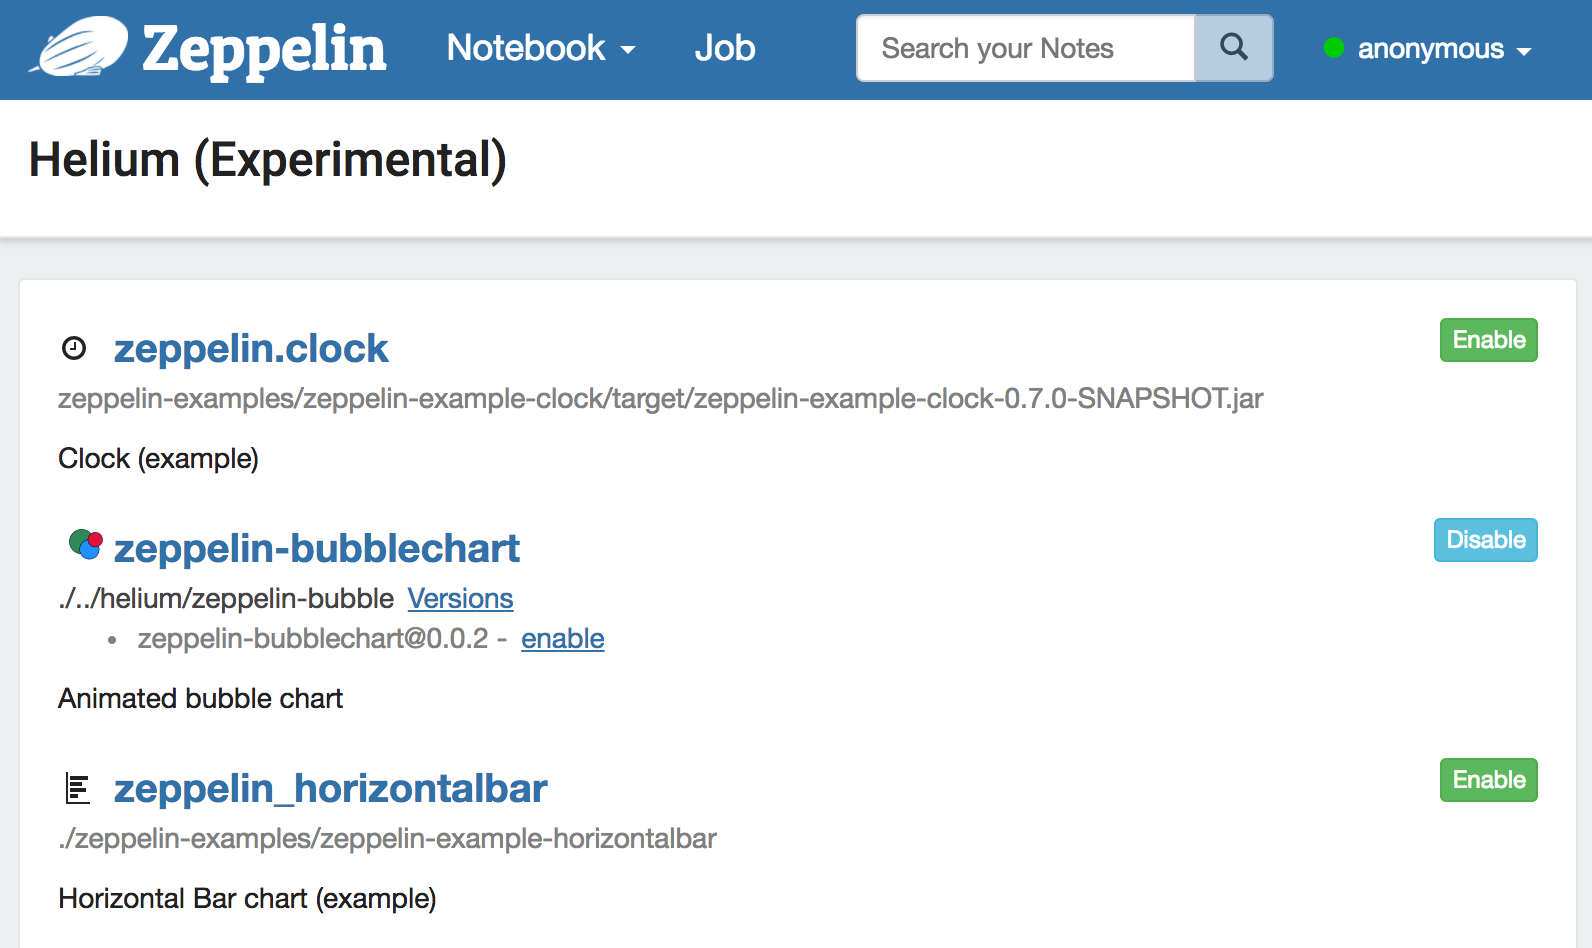 Zeppelin Notebook Job Search your Notes anonymous
Helium (Experimental)
zeppelin.clock Enable
zeppelin-examples/zeppelin-example-clock/target/zeppelin-example-clock-0.7.0-SNAPSHOT.jar
Clock (example)
zeppelin-bubblechart Disable
./../helium/zeppelin-bubble Versions
• zeppelin-bubblechart@0.0.2 - enable
Animated bubble chart
zeppelin_horizontalbar Enable
./zeppelin-examples/zeppelin-example-horizontalbar
Horizontal Bar chart (example)